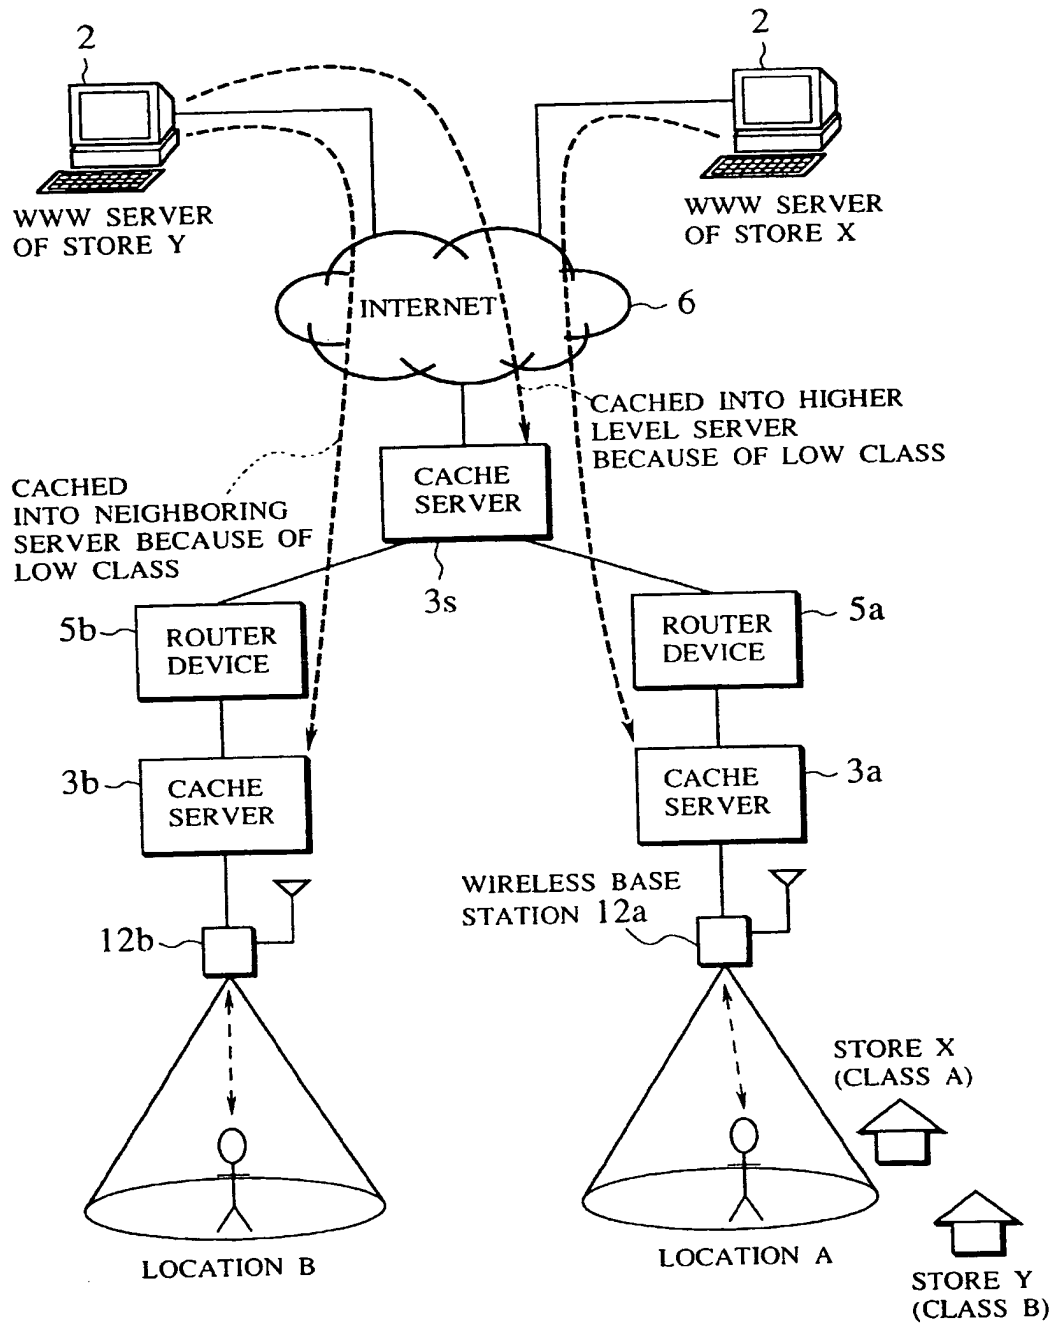 2
2
WWW SERVER
OF STORE Y
WWW SERVER
OF STORE X
INTERNET
6
CACHED INTO HIGHER
LEVEL SERVER
BECAUSE OF LOW CLASS
CACHED
INTO NEIGHBORING
SERVER BECAUSE OF
LOW CLASS
CACHE
SERVER
3s
5b
ROUTER
DEVICE
ROUTER
DEVICE
5a
3b
CACHE
SERVER
CACHE
SERVER
3a
WIRELESS BASE
STATION 12a
12b
STORE X
(CLASS A)
LOCATION B
LOCATION A
STORE Y
(CLASS B)